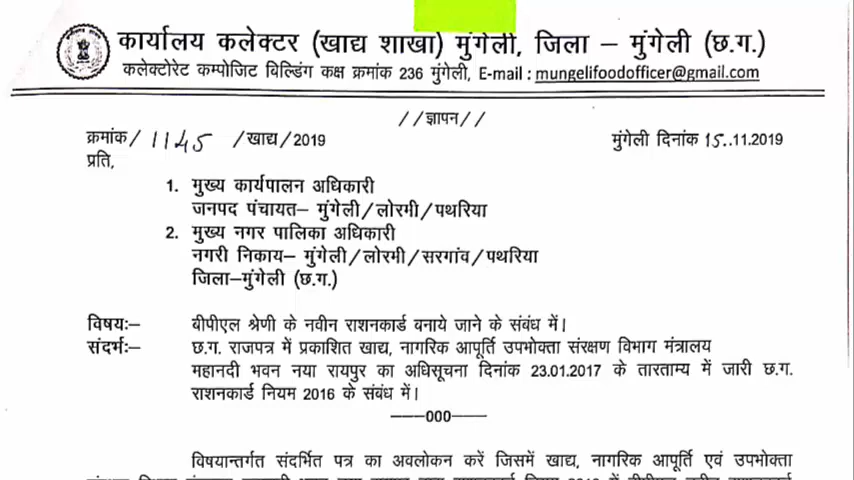 कार्यालय कलेक्टर (खाद्य शाखा) मुंगेली, जिला – मुंगेली (छ.ग.)
कलेक्टोरेट कम्पोजिट बिल्डिंग कक्ष क्रमांक 236 मुंगेली, E-mail : mungelifoodofficer@gmail.com
//ज्ञापन//
क्रमांक/ 1145 /खाद्य/2019 मुंगेली दिनांक 15..11.2019
प्रति,
1. मुख्य कार्यपालन अधिकारी
जनपद पंचायत– मुंगेली/लोरमी/पथरिया
2. मुख्य नगर पालिका अधिकारी
नगरी निकाय– मुंगेली/लोरमी/सरगांव/पथरिया
जिला–मुंगेली (छ.ग.)
विषयः– बीपीएल श्रेणी के नवीन राशनकार्ड बनाये जाने के संबंध में।
संदर्भः– छ.ग. राजपत्र में प्रकाशित खाद्य, नागरिक आपूर्ति उपभोक्ता संरक्षण विभाग मंत्रालय
महानदी भवन नया रायपुर का अधिसूचना दिनांक 23.01.2017 के तारतम्य में जारी छ.ग.
राशनकार्ड नियम 2016 के संबंध में।
——000——
विषयान्तर्गत संदर्भित पत्र का अवलोकन करें जिसमें खाद्य, नागरिक आपूर्ति एवं उपभोक्ता